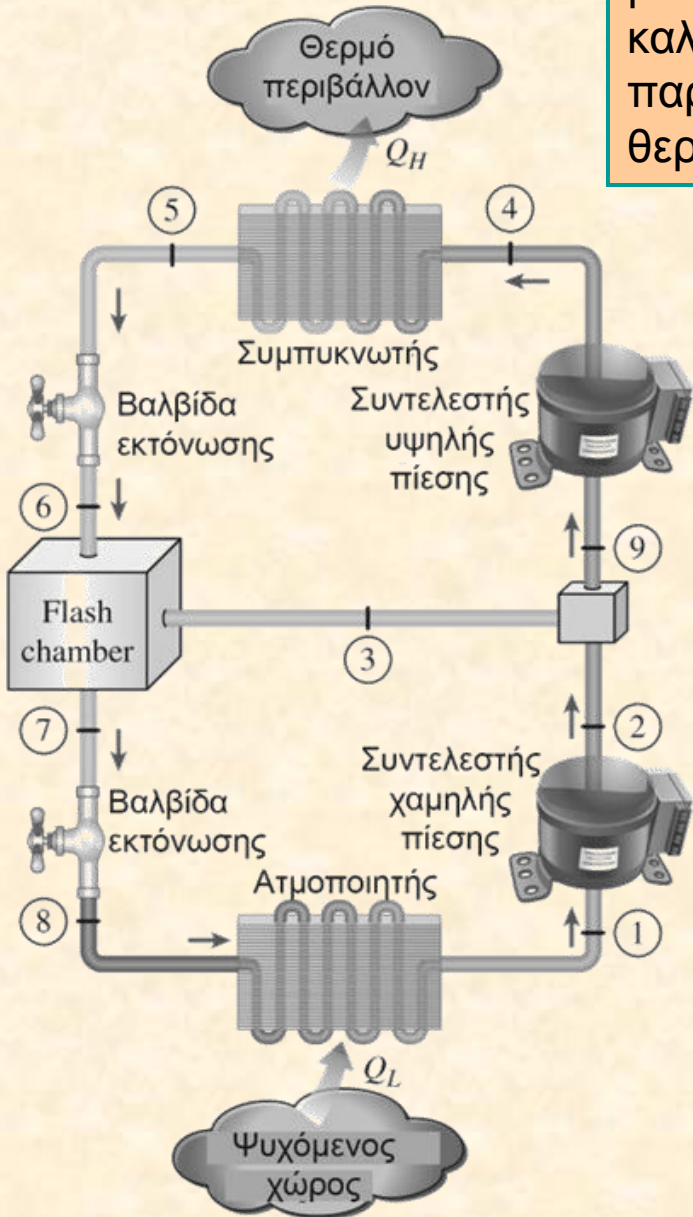 καλ
παρ
θερ
Θερμό
περιβάλλον
Q_H
5
4
Συμπυκνωτής
Βαλβίδα
εκτόνωσης
Συντελεστής
υψηλής
πίεσης
6
9
Flash
chamber
3
7
2
Βαλβίδα
εκτόνωσης
Συντελεστής
χαμηλής
πίεσης
Ατμοποιητής
8
1
Q_L
Ψυχόμενος
χώρος